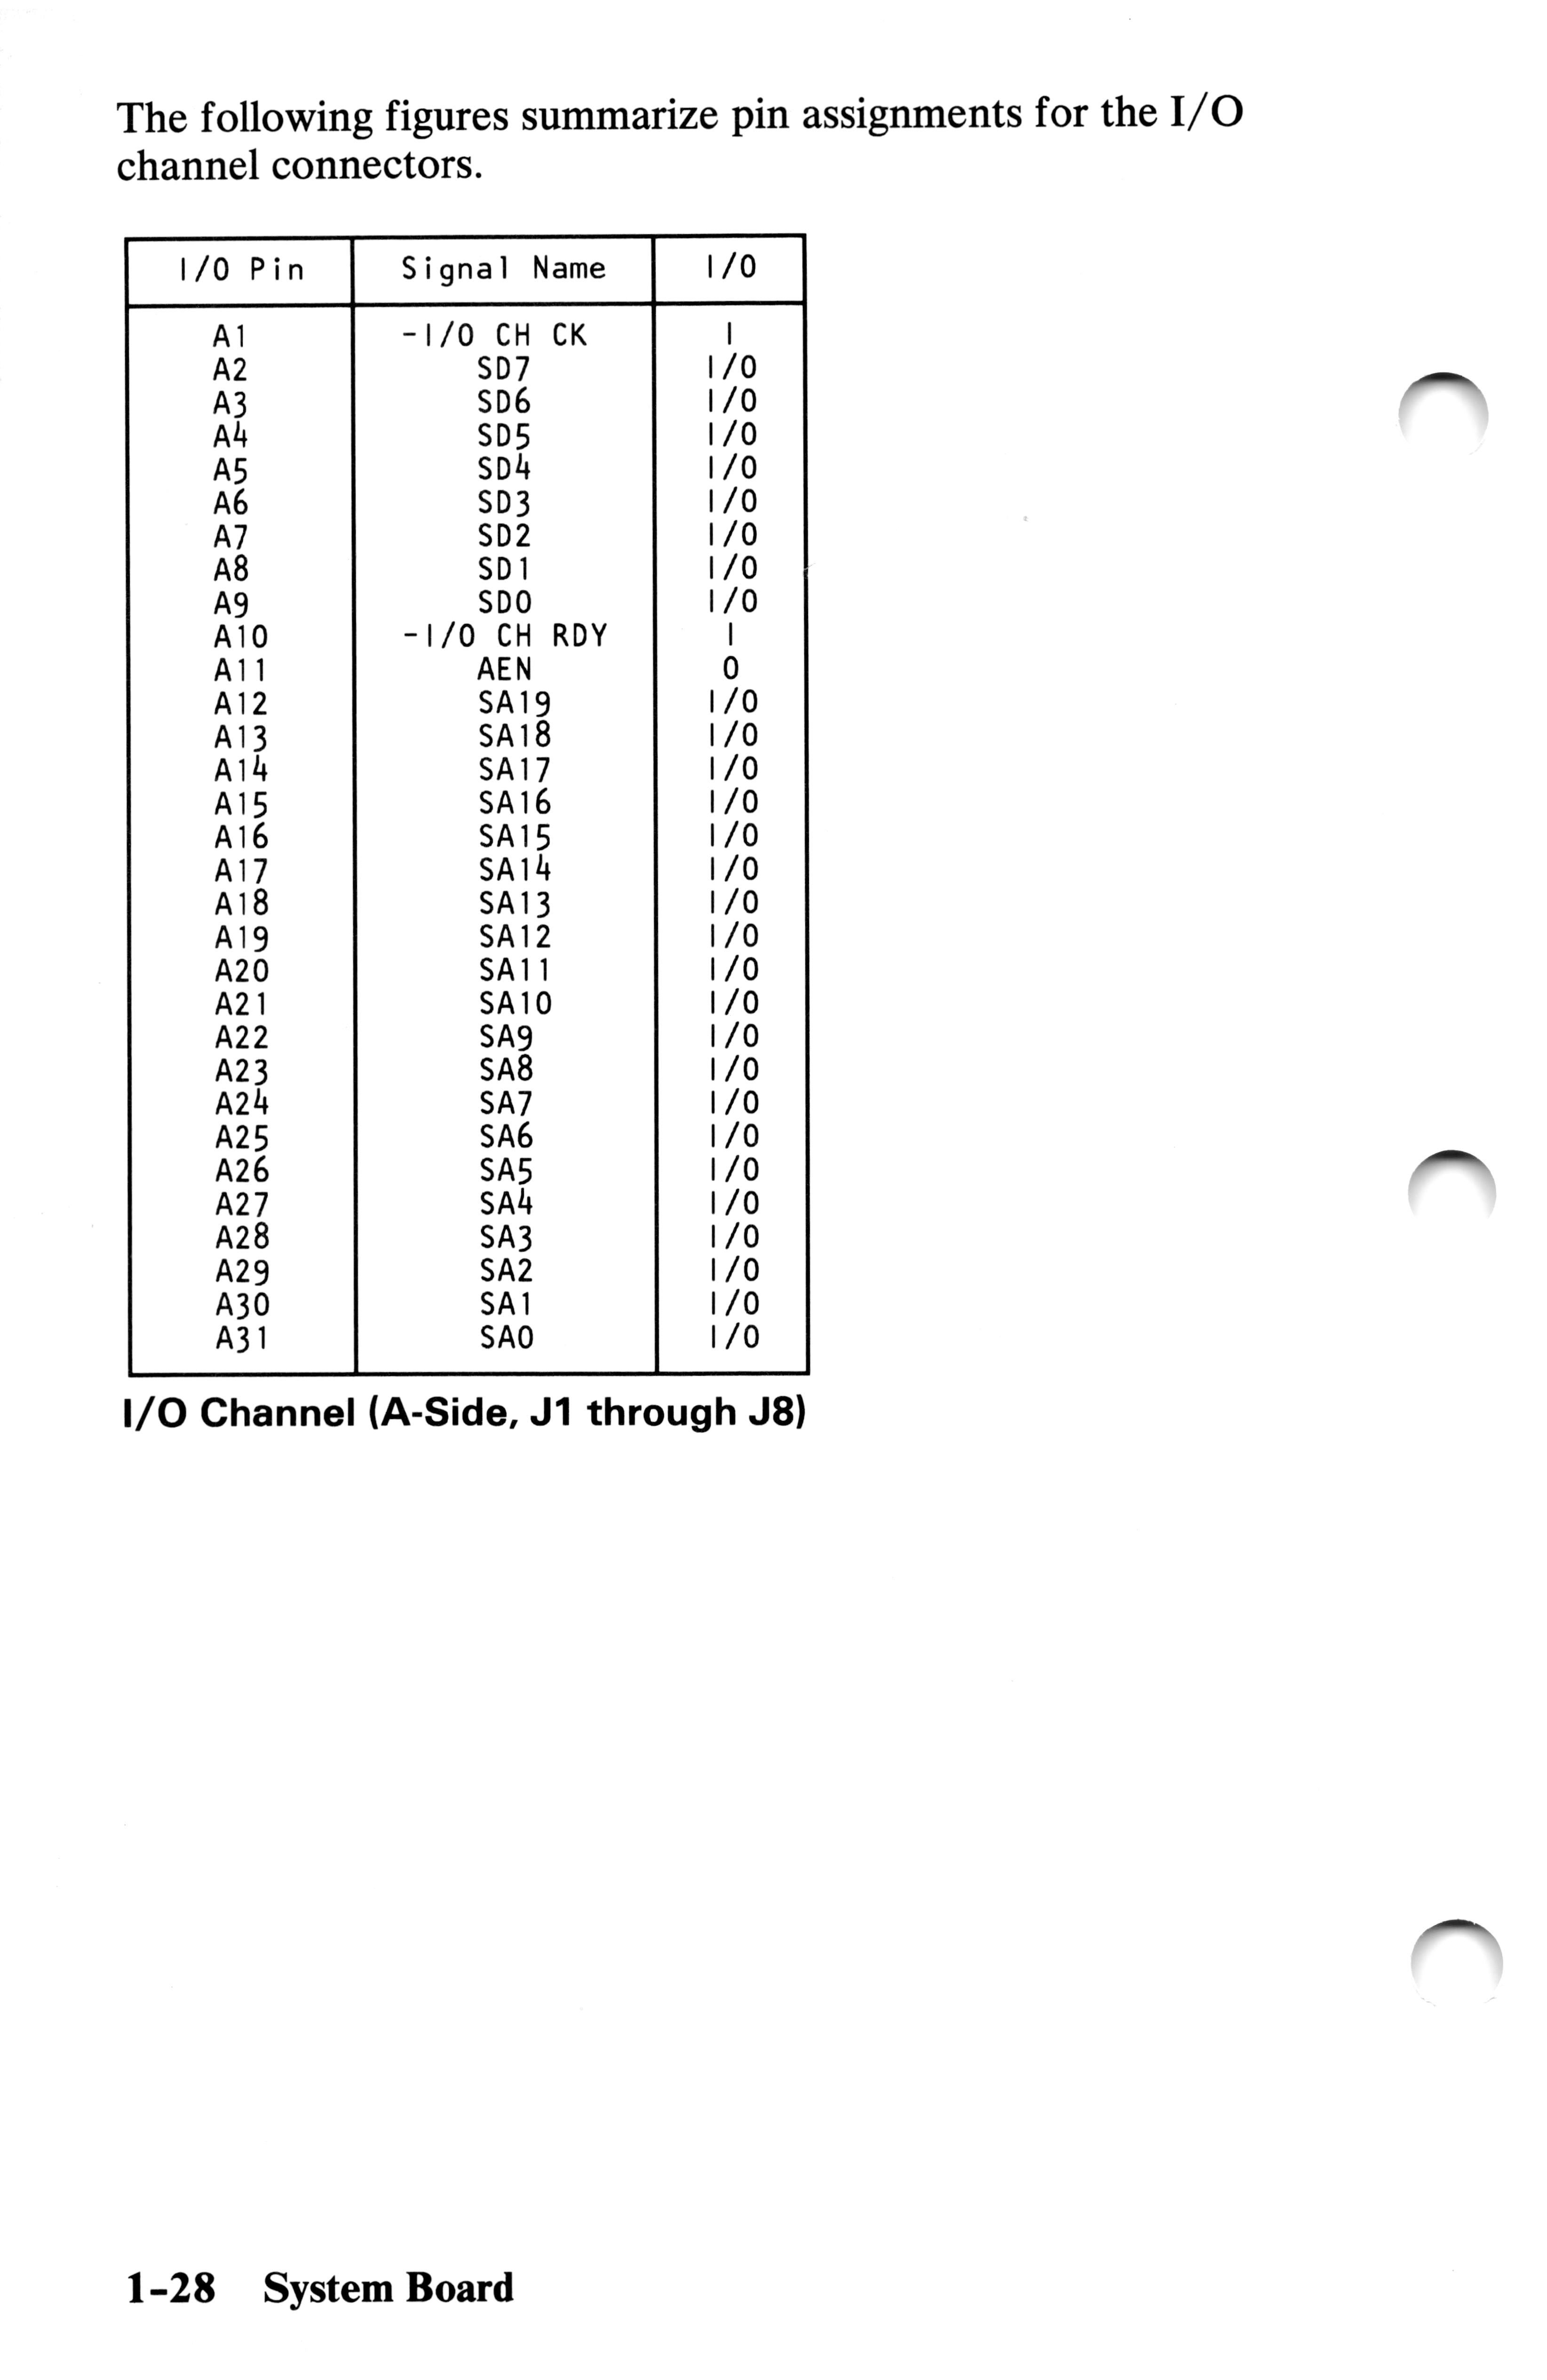 The following figures summarize pin assignments for the I/O
channel connectors.
I/O Pin Signal Name I/O
A1 -I/O CH CK I
A2 SD7 I/O
A3 SD6 I/O
A4 SD5 I/O
A5 SD4 I/O
A6 SD3 I/O
A7 SD2 I/O
A8 SD1 I/O
A9 SD0 I/O
A10 -I/O CH RDY I
A11 AEN O
A12 SA19 I/O
A13 SA18 I/O
A14 SA17 I/O
A15 SA16 I/O
A16 SA15 I/O
A17 SA14 I/O
A18 SA13 I/O
A19 SA12 I/O
A20 SA11 I/O
A21 SA10 I/O
A22 SA9 I/O
A23 SA8 I/O
A24 SA7 I/O
A25 SA6 I/O
A26 SA5 I/O
A27 SA4 I/O
A28 SA3 I/O
A29 SA2 I/O
A30 SA1 I/O
A31 SA0 I/O
I/O Channel (A-Side, J1 through J8)
1-28 System Board